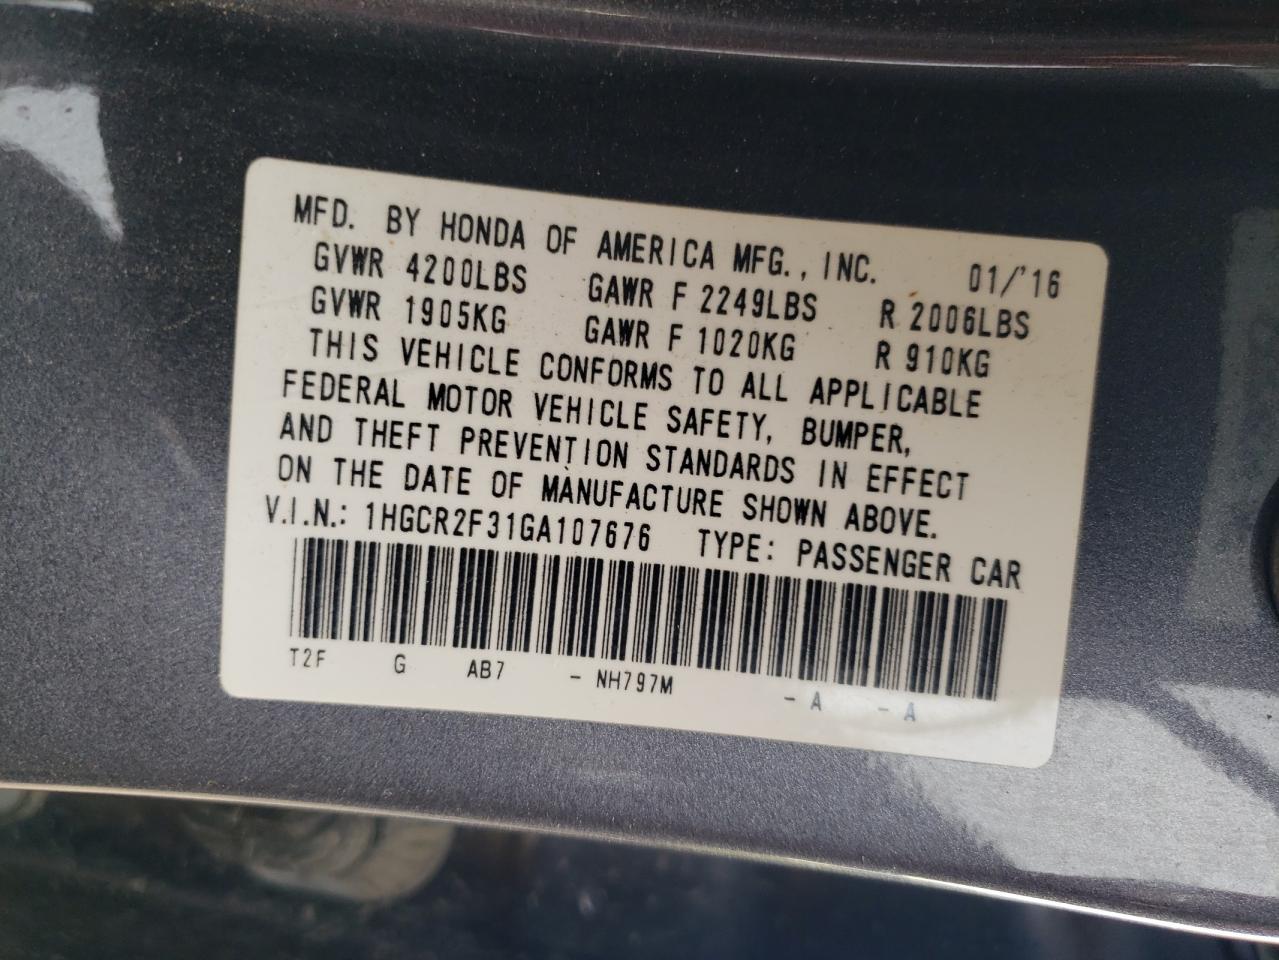 MFD. BY HONDA OF AMERICA MFG., INC. 01/'16
GVWR 4200LBS GAWR F 2249LBS R 2006LBS
GVWR 1905KG GAWR F 1020KG R 910KG
THIS VEHICLE CONFORMS TO ALL APPLICABLE
FEDERAL MOTOR VEHICLE SAFETY, BUMPER,
AND THEFT PREVENTION STANDARDS IN EFFECT
ON THE DATE OF MANUFACTURE SHOWN ABOVE.
V.I.N.: 1HGCR2F31GA107676 TYPE: PASSENGER CAR
T2F G AB7 - NH797M - A - A